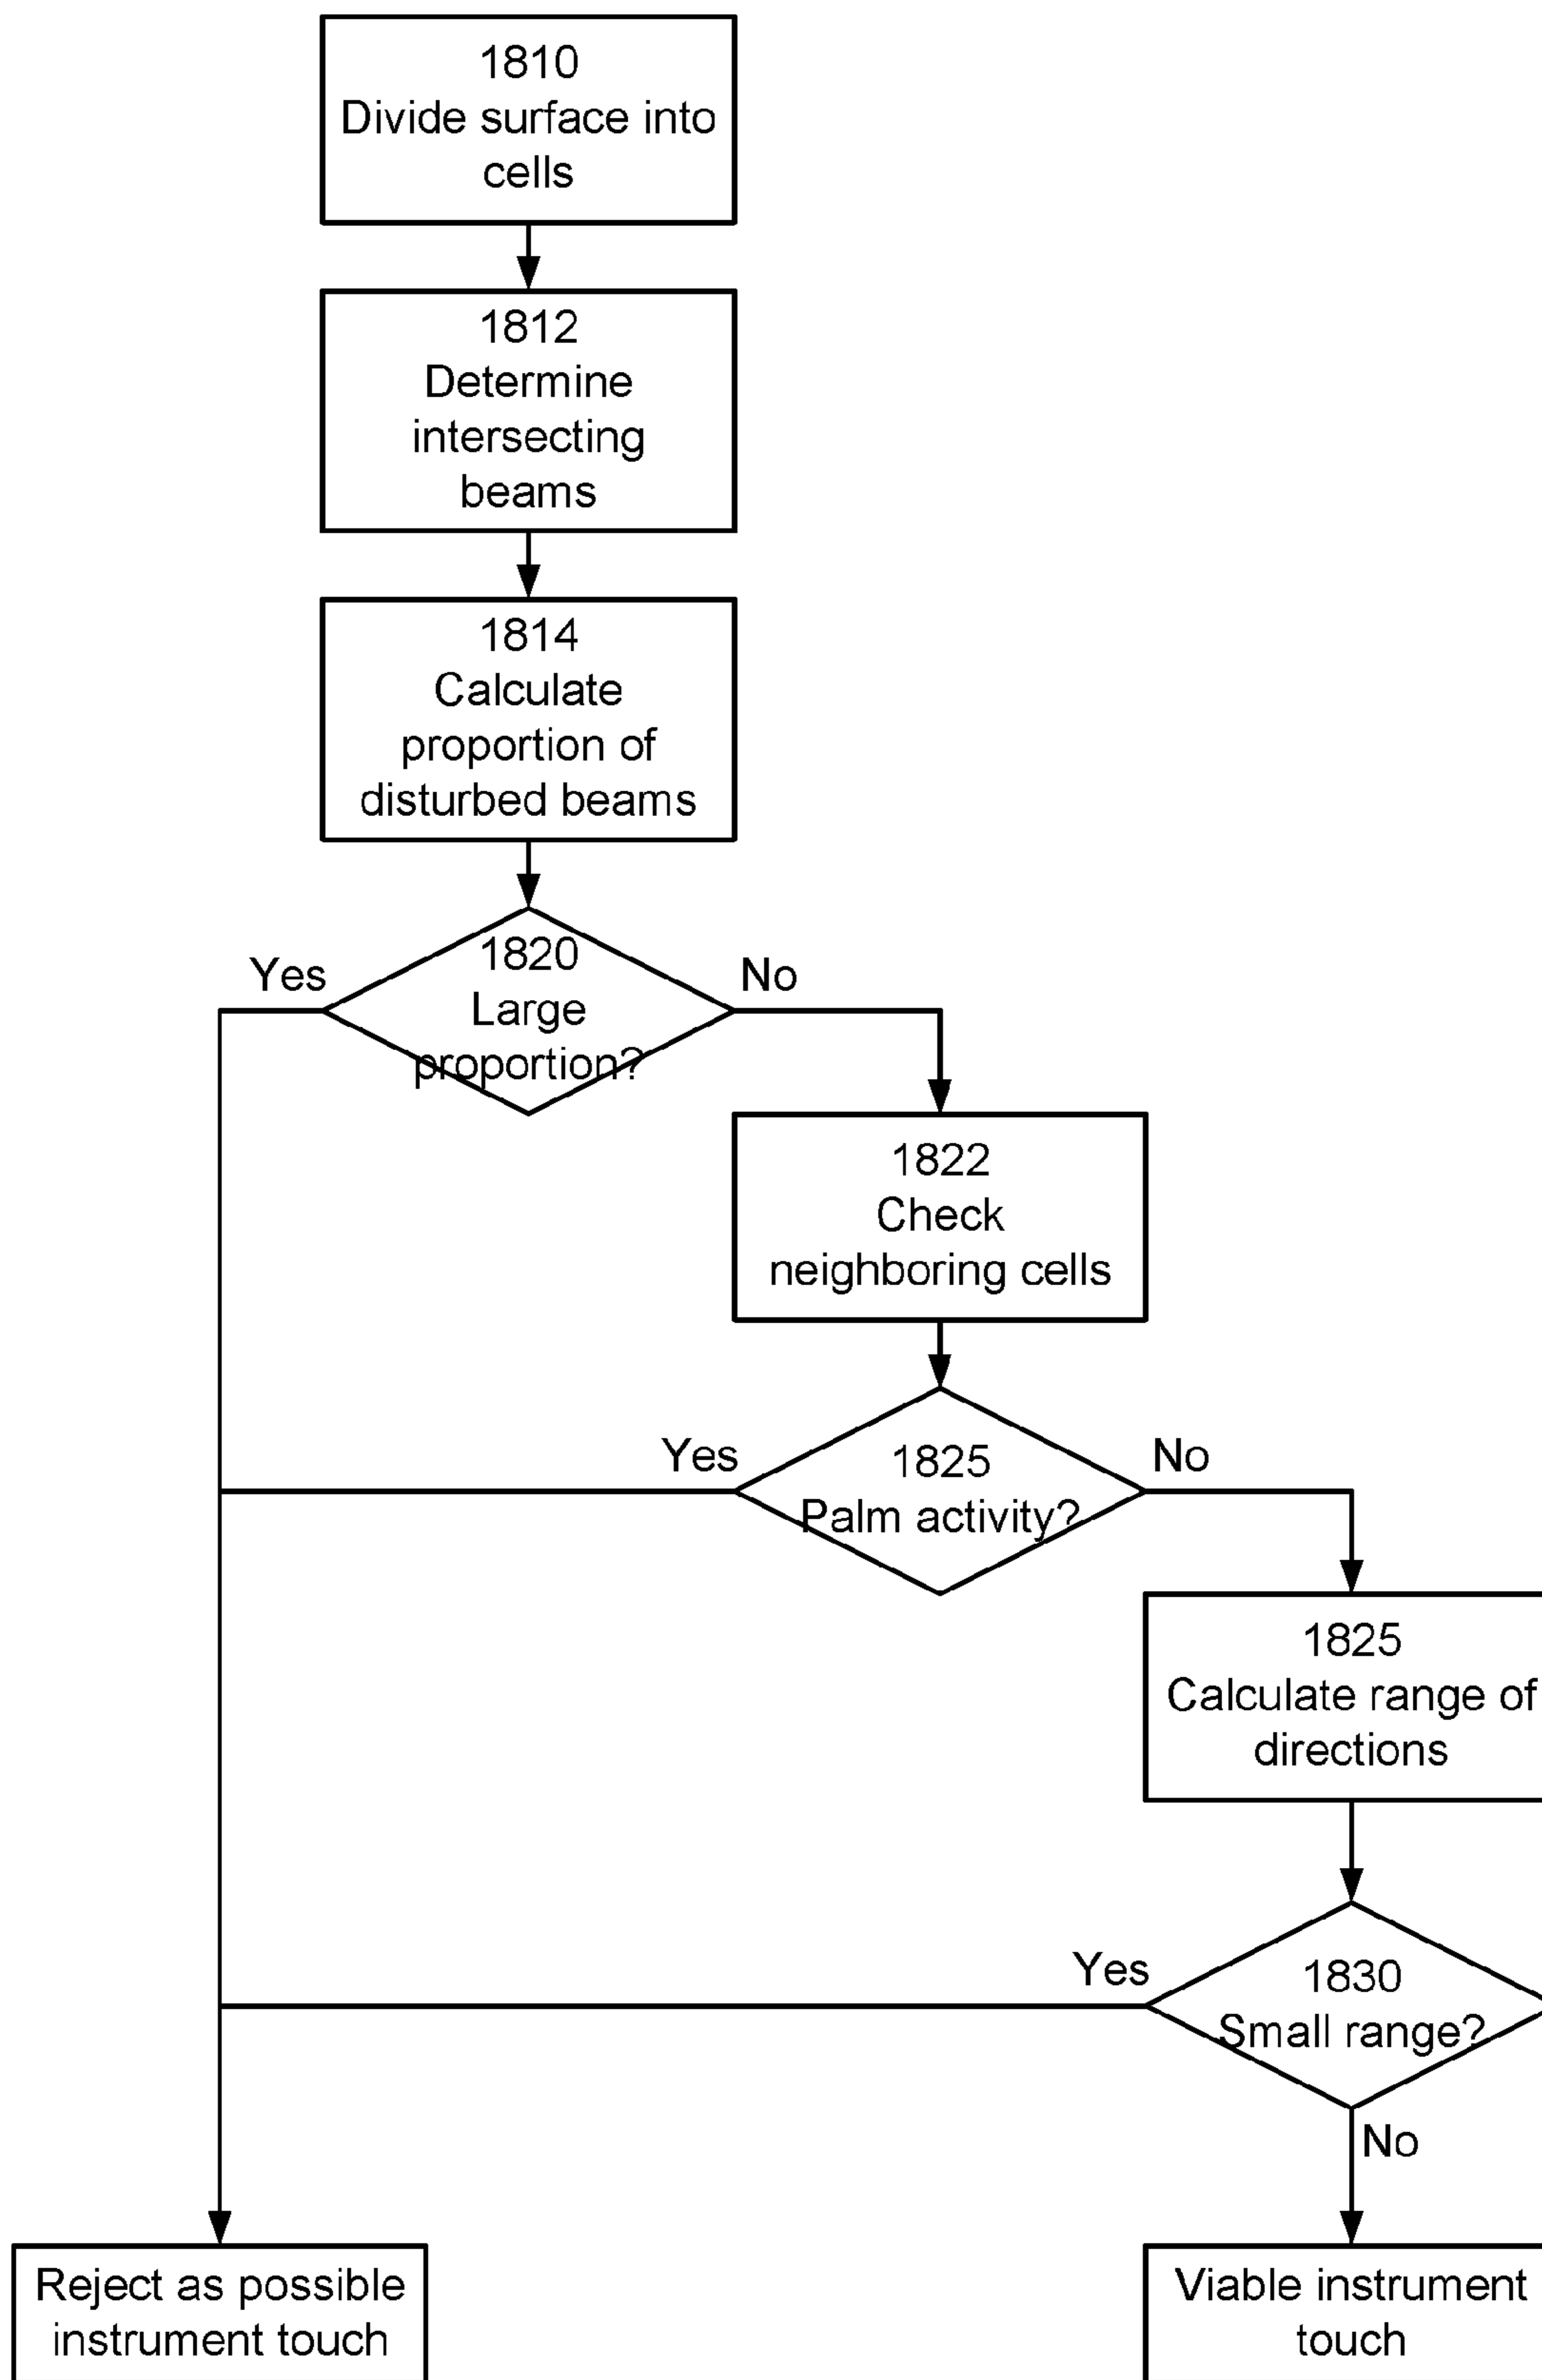 1810
Divide surface into
cells
1812
Determine
intersecting
beams
1814
Calculate
proportion of
disturbed beams
Yes
1820
Large
proportion?
No
1822
Check
neighboring cells
Yes
1825
Palm activity?
No
1825
Calculate range of
directions
Yes
1830
Small range?
No
Reject as possible
instrument touch
Viable instrument
touch